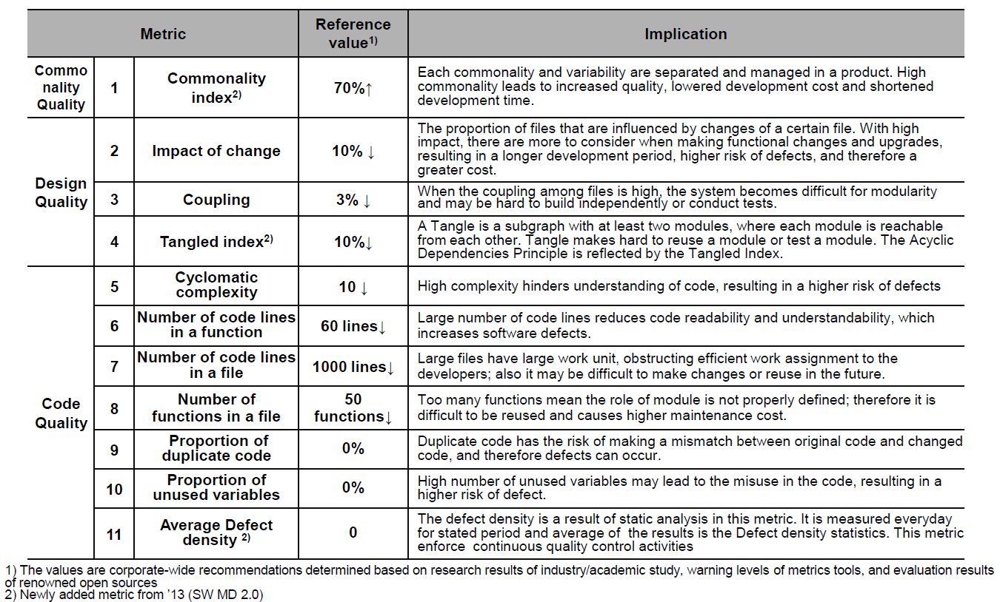 Metric
Reference
value1)
Implication
Commo
nality
Quality
1
Commonality
index2)
70%↑
Each commonality and variability are separated and managed in a product. High
commonality leads to increased quality, lowered development cost and shortened
development time.
Design
Quality
2
Impact of change
10% ↓
The proportion of files that are influenced by changes of a certain file. With high
impact, there are more to consider when making functional changes and upgrades,
resulting in a longer development period, higher risk of defects, and therefore a
greater cost.
3
Coupling
3% ↓
When the coupling among files is high, the system becomes difficult for modularity
and may be hard to build independently or conduct tests.
4
Tangled index2)
10%↓
A Tangle is a subgraph with at least two modules, where each module is reachable
from each other. Tangle makes hard to reuse a module or test a module. The Acyclic
Dependencies Principle is reflected by the Tangled Index.
Code
Quality
5
Cyclomatic
complexity
10 ↓
High complexity hinders understanding of code, resulting in a higher risk of defects
6
Number of code lines
in a function
60 lines↓
Large number of code lines reduces code readability and understandability, which
increases software defects.
7
Number of code lines
in a file
1000 lines↓
Large files have large work unit, obstructing efficient work assignment to the
developers; also it may be difficult to make changes or reuse in the future.
8
Number of
functions in a file
50
functions↓
Too many functions mean the role of module is not properly defined; therefore it is
difficult to be reused and causes higher maintenance cost.
9
Proportion of
duplicate code
0%
Duplicate code has the risk of making a mismatch between original code and changed
code, and therefore defects can occur.
10
Proportion of
unused variables
0%
High number of unused variables may lead to the misuse in the code, resulting in a
higher risk of defect.
11
Average Defect
density 2)
0
The defect density is a result of static analysis in this metric. It is measured everyday
for stated period and average of the results is the Defect density statistics. This metric
enforce continuous quality control activities
1) The values are corporate-wide recommendations determined based on research results of industry/academic study, warning levels of metrics tools, and evaluation results
of renowned open sources
2) Newly added metric from ’13 (SW MD 2.0)